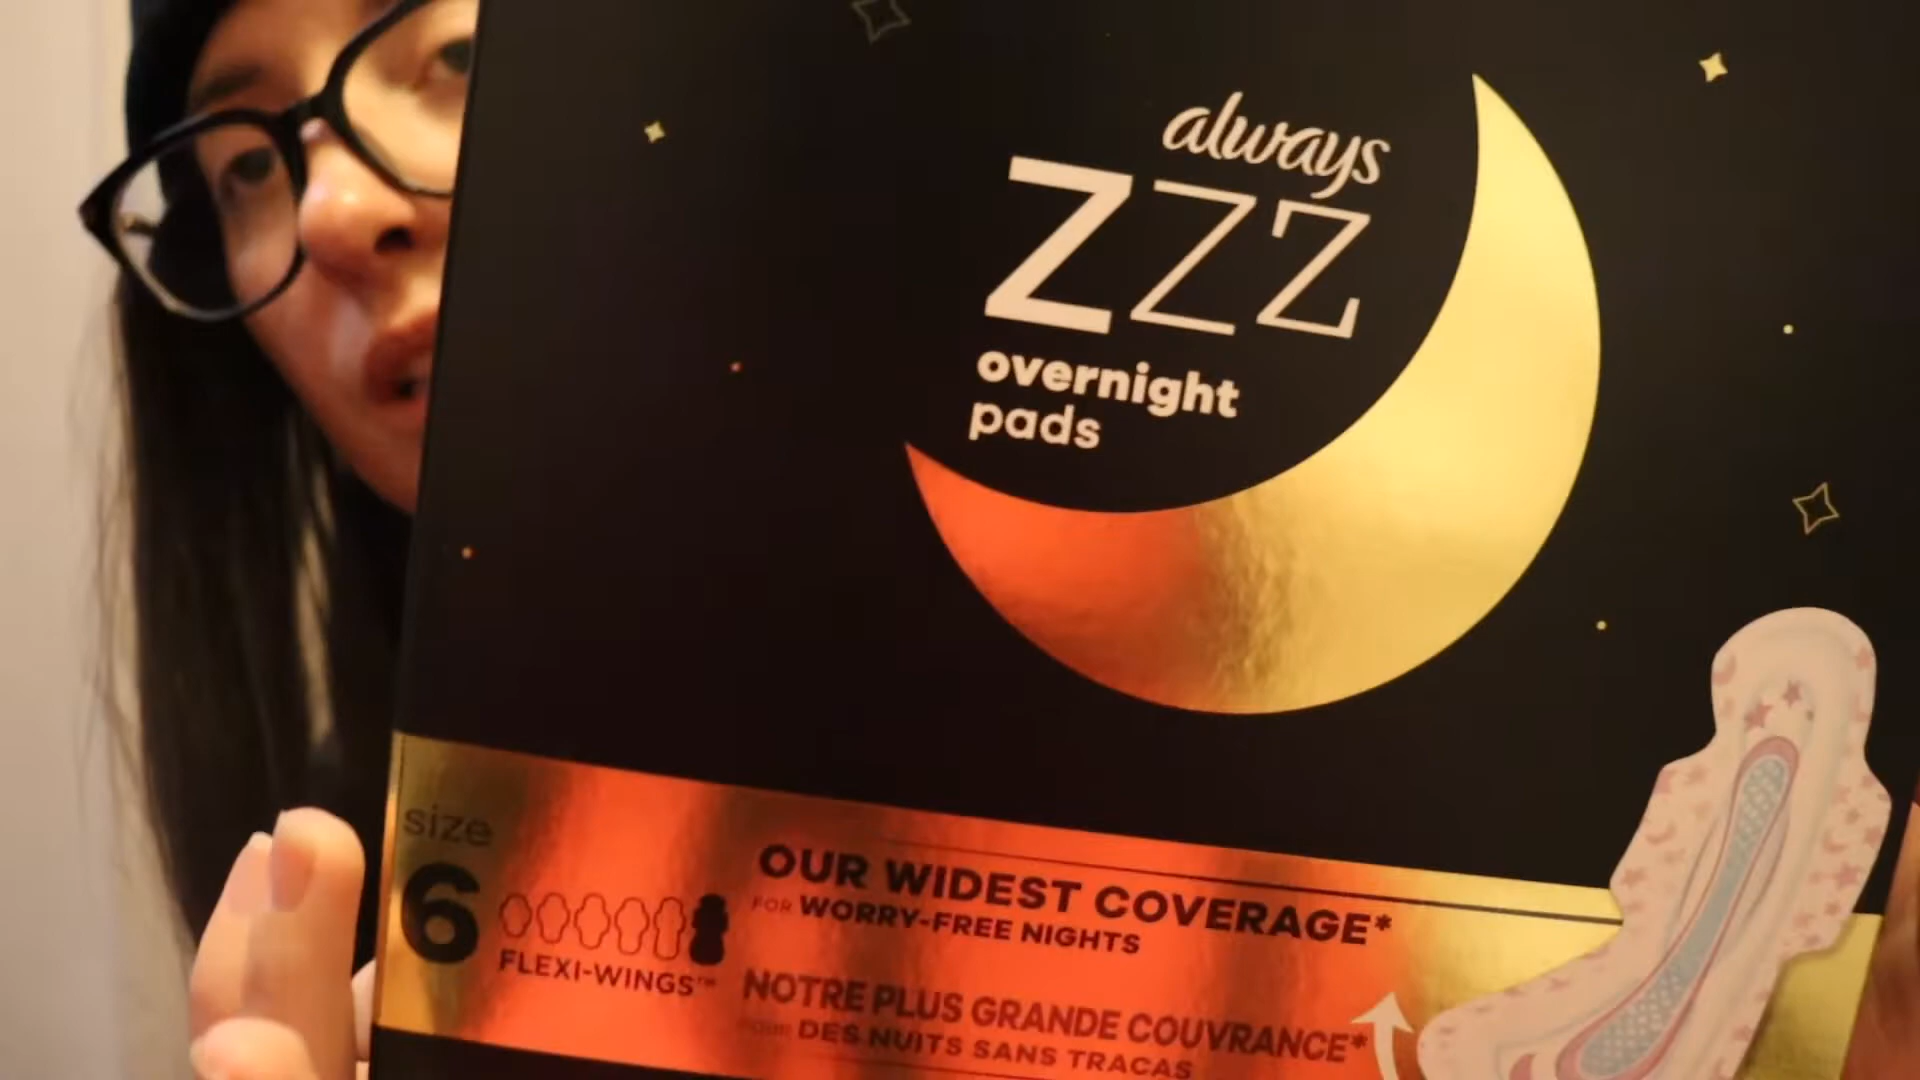 always
ZZZ
overnight
pads
size
6
FLEXI-WINGS™
OUR WIDEST COVERAGE*
FOR WORRY-FREE NIGHTS
NOTRE PLUS GRANDE COUVRANCE*
POUR DES NUITS SANS TRACAS